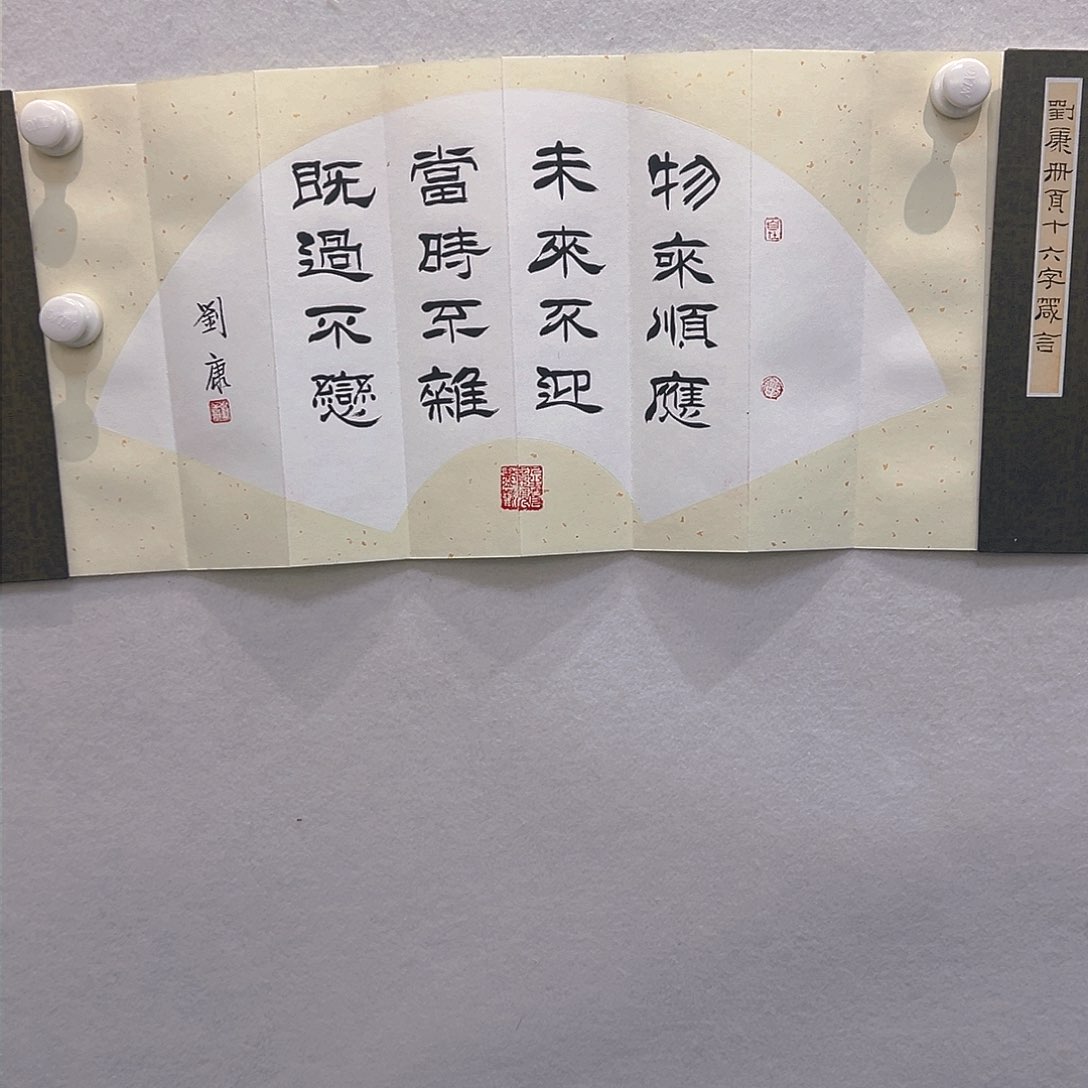 劉康册頁十六字箴言
物來順應
未來不迎
當時不雜
既過不戀
劉康